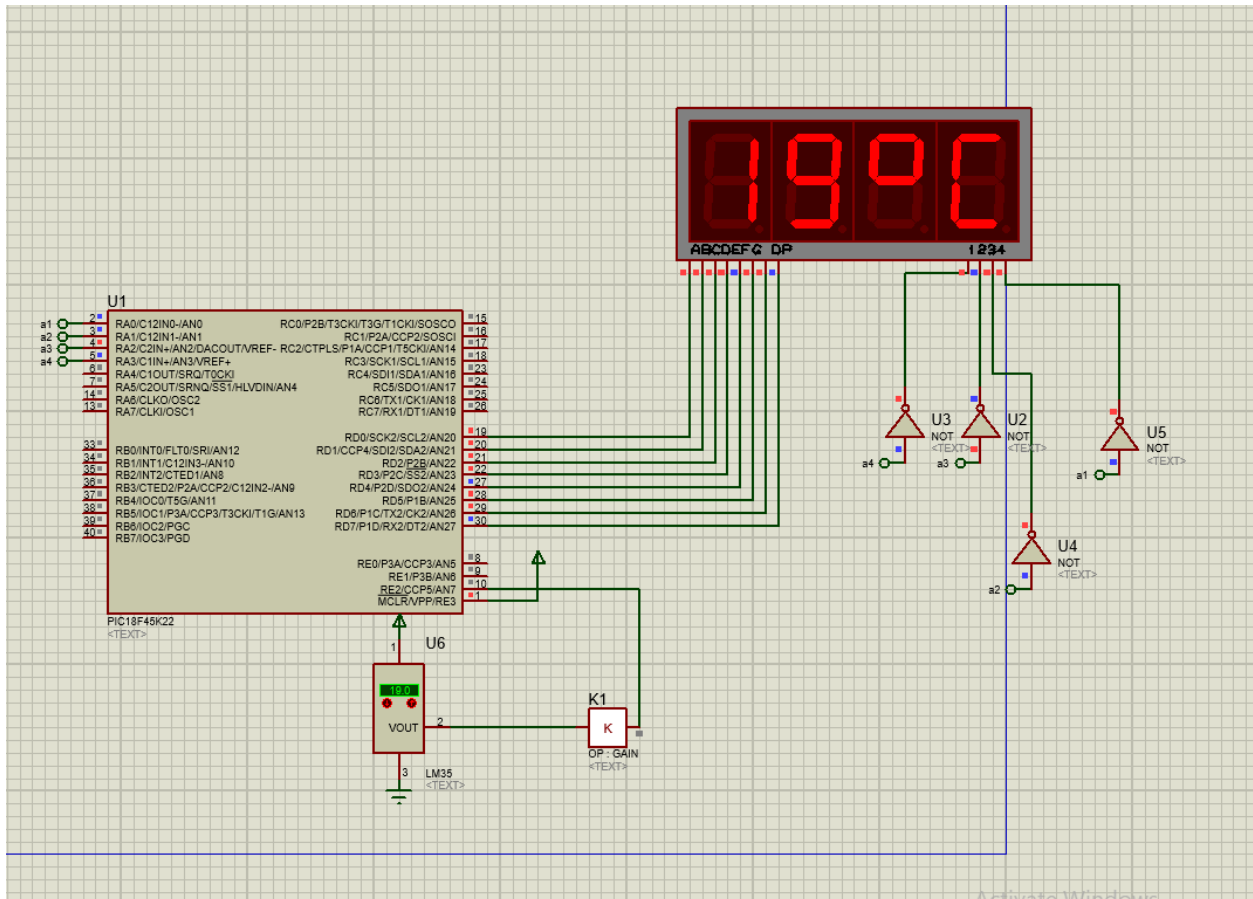 19°C
ABCDEFG DP
1234
U1
a1
a2
a3
a4
2 RA0/C12IN0-/AN0
3 RA1/C12IN1-/AN1
4 RA2/C2IN+/AN2/DACOUT/VREF-
5 RA3/C1IN+/AN3/VREF+
6 RA4/C1OUT/SRQ/T0CKI
7 RA5/C2OUT/SRNQ/SS1/HLVDIN/AN4
14 RA6/CLKO/OSC2
13 RA7/CLKI/OSC1
33 RB0/INT0/FLT0/SRI/AN12
34 RB1/INT1/C12IN3-/AN10
35 RB2/INT2/CTED1/AN8
36 RB3/CTED2/P2A/CCP2/C12IN2-/AN9
37 RB4/IOC0/T5G/AN11
38 RB5/IOC1/P3A/CCP3/T3CKI/T1G/AN13
39 RB6/IOC2/PGC
40 RB7/IOC3/PGD
RC0/P2B/T3CKI/T3G/T1CKI/SOSCO 15
RC1/P2A/CCP2/SOSCI 16
RC2/CTPLS/P1A/CCP1/T5CKI/AN14 17
RC3/SCK1/SCL1/AN15 18
RC4/SDI1/SDA1/AN16 23
RC5/SDO1/AN17 24
RC6/TX1/CK1/AN18 25
RC7/RX1/DT1/AN19 26
RD0/SCK2/SCL2/AN20 19
RD1/CCP4/SDI2/SDA2/AN21 20
RD2/P2B/AN22 21
RD3/P2C/SS2/AN23 22
RD4/P2D/SDO2/AN24 27
RD5/P1B/AN25 28
RD6/P1C/TX2/CK2/AN26 29
RD7/P1D/RX2/DT2/AN27 30
RE0/P3A/CCP3/AN5 8
RE1/P3B/AN6 9
RE2/CCP5/AN7 10
MCLR/VPP/RE3 1
PIC18F45K22
<TEXT>
U3
NOT
<TEXT>
a4
U2
NOT
<TEXT>
a3
U5
NOT
<TEXT>
a1
U4
NOT
<TEXT>
a2
U6
1
19.0
VOUT
2
3
LM35
<TEXT>
K1
K
OP : GAIN
<TEXT>
Activate Windows